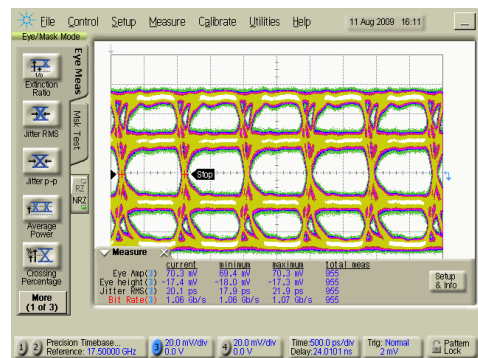 File Control Setup Measure Calibrate Utilities Help 11 Aug 2009 16:11
Eye/Mask Mode
Extinction
Ratio
Jitter RMS
Jitter p-p
Average
Power
Crossing
Percentage
More
(1 of 3)
Eye Meas
Msk Test
RZ
NRZ
Stop
Measure
current minimum maximum total meas
Eye Amp(3) 70.3 mV 69.4 mV 70.3 mV 955
Eye height(3) -17.4 mV -18.0 mV -17.3 mV 955
Jitter RMS(3) 20.1 ps 17.9 ps 21.9 ps 955
Bit Rate(3) 1.06 Gb/s 1.06 Gb/s 1.07 Gb/s 955
Setup
& Info
1 2 Precision Timebase...
Reference: 17.50000 GHz
3 20.0 mV/div
0.0 V
4 20.0 mV/div
0.0 V
Time:500.0 ps/div
Delay:24.0101 ns
Trig: Normal
2 mV
Pattern
Lock